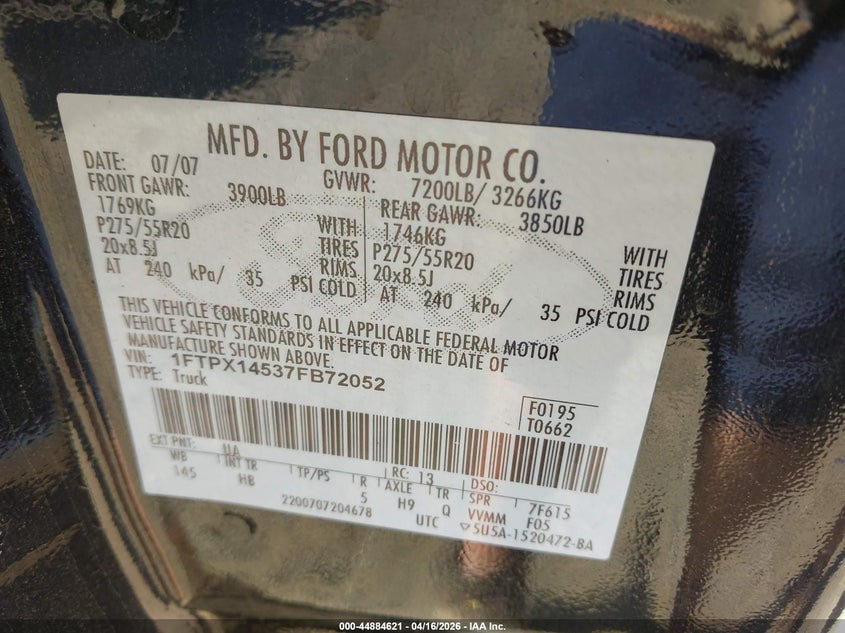 MFD. BY FORD MOTOR CO.
DATE: 07/07 GVWR: 7200LB/ 3266KG
FRONT GAWR: 3900LB REAR GAWR: 3850LB
1769KG WITH 1746KG WITH
P275/55R20 TIRES P275/55R20 TIRES
20x8.5J RIMS 20x8.5J RIMS
AT 240 kPa/ 35 PSI COLD AT 240 kPa/ 35 PSI COLD
THIS VEHICLE CONFORMS TO ALL APPLICABLE FEDERAL MOTOR
VEHICLE SAFETY STANDARDS IN EFFECT ON THE DATE OF
MANUFACTURE SHOWN ABOVE.
VIN: 1FTPX14537FB72052
TYPE: Truck
F0195
T0662
EXT PNT: UA RC: 13 DSO:
WB INT TR TP/PS R AXLE TR SPR 7F615
145 HB 5 H9 Q VVMM F05
2200707204678 UTC ▽5U5A-1520472-BA
Ford
000-44884621 - 04/16/2026 - IAA Inc.